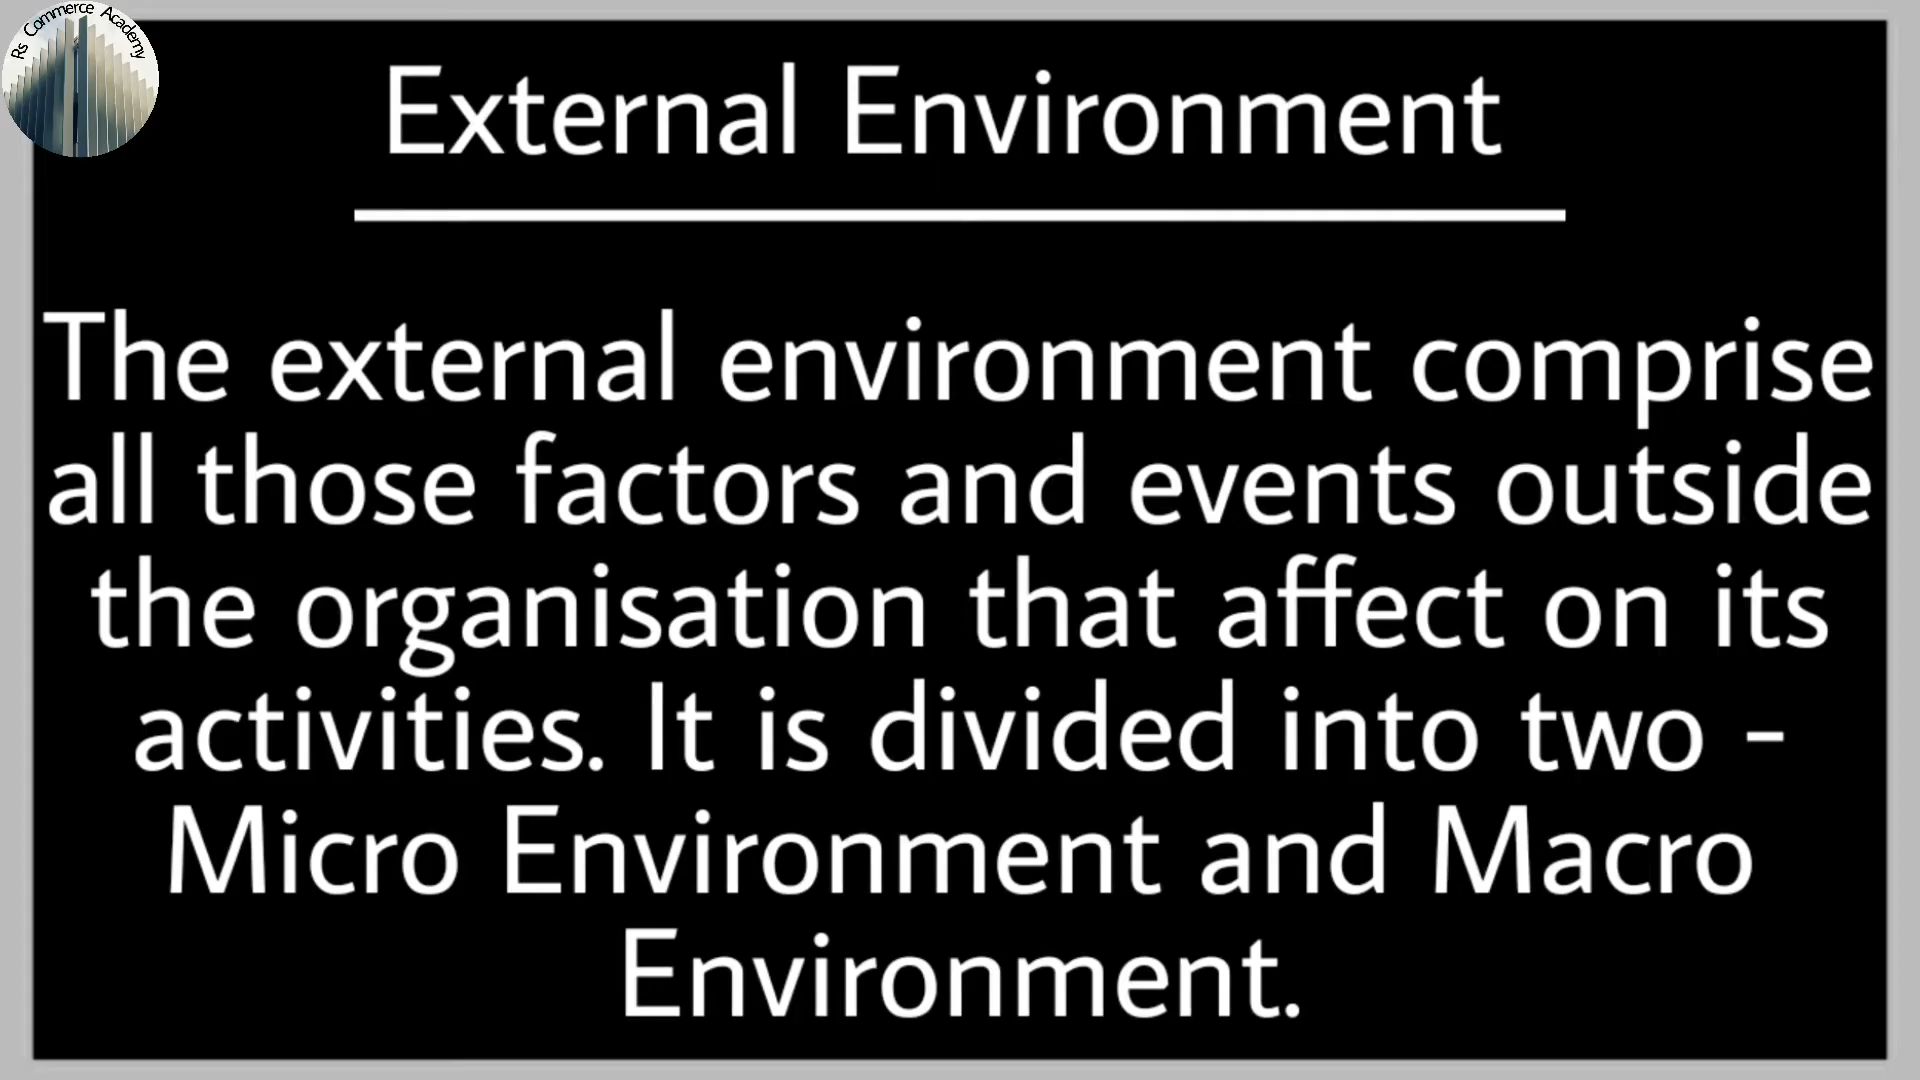 Rs Commerce Academy
External Environment
The external environment comprise
all those factors and events outside
the organisation that affect on its
activities. It is divided into two -
Micro Environment and Macro
Environment.